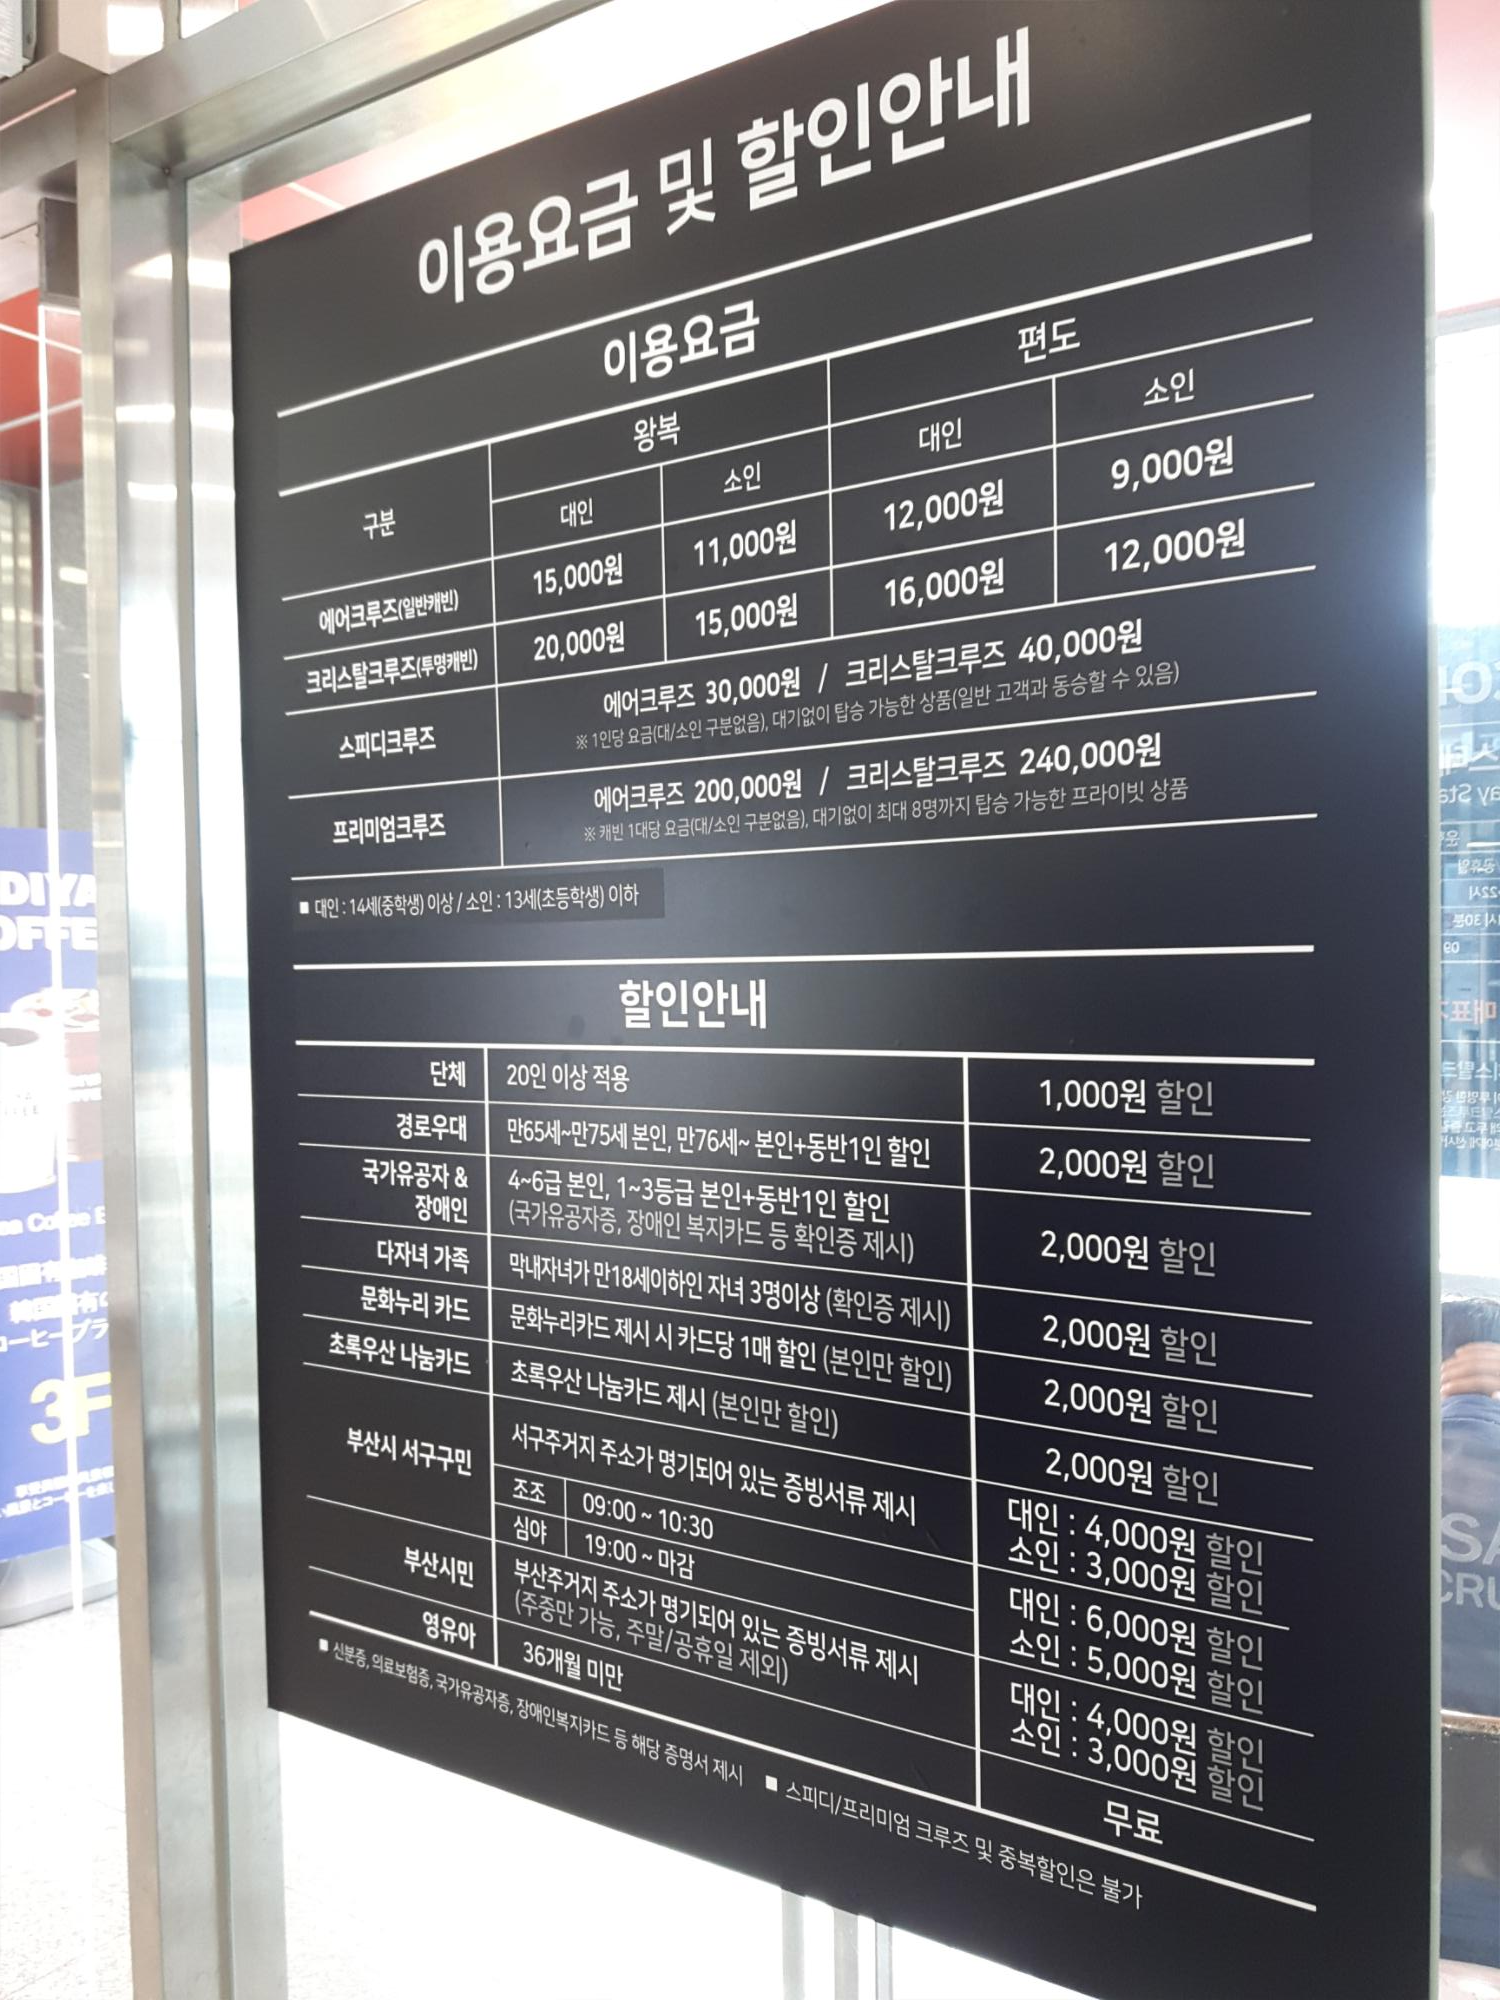 이용요금 및 할인안내
이용요금
구분 왕복 편도
대인 소인 대인 소인
에어크루즈(일반캐빈) 15,000원 11,000원 12,000원 9,000원
크리스탈크루즈(투명캐빈) 20,000원 15,000원 16,000원 12,000원
스피디크루즈 에어크루즈 30,000원 / 크리스탈크루즈 40,000원
※ 1인당 요금(대/소인 구분없음), 대기없이 탑승 가능한 상품(일반 고객과 동승할 수 있음)
프리미엄크루즈 에어크루즈 200,000원 / 크리스탈크루즈 240,000원
※ 캐빈 1대당 요금(대/소인 구분없음), 대기없이 최대 8명까지 탑승 가능한 프라이빗 상품
■ 대인 : 14세(중학생) 이상 / 소인 : 13세(초등학생) 이하
할인안내
단체 20인 이상 적용 1,000원 할인
경로우대 만65세~만75세 본인, 만76세~ 본인+동반1인 할인 2,000원 할인
국가유공자 &
장애인
4~6급 본인, 1~3등급 본인+동반1인 할인
(국가유공자증, 장애인 복지카드 등 확인증 제시)
2,000원 할인
다자녀 가족 막내자녀가 만18세이하인 자녀 3명이상 (확인증 제시) 2,000원 할인
문화누리 카드 문화누리카드 제시 시 카드당 1매 할인 (본인만 할인) 2,000원 할인
초록우산 나눔카드 초록우산 나눔카드 제시 (본인만 할인) 2,000원 할인
부산시 서구구민 서구주거지 주소가 명기되어 있는 증빙서류 제시
대인 : 4,000원 할인
소인 : 3,000원 할인
조조 09:00 ~ 10:30
심야 19:00 ~ 마감
대인 : 6,000원 할인
소인 : 5,000원 할인
부산시민 부산주거지 주소가 명기되어 있는 증빙서류 제시
(주중만 가능, 주말/공휴일 제외)
대인 : 4,000원 할인
소인 : 3,000원 할인
영유아 36개월 미만 무료
■ 신분증, 의료보험증, 국가유공자증, 장애인복지카드 등 해당 증명서 제시 ■ 스피디/프리미엄 크루즈 및 중복할인은 불가
DIYA
OFFE
3F